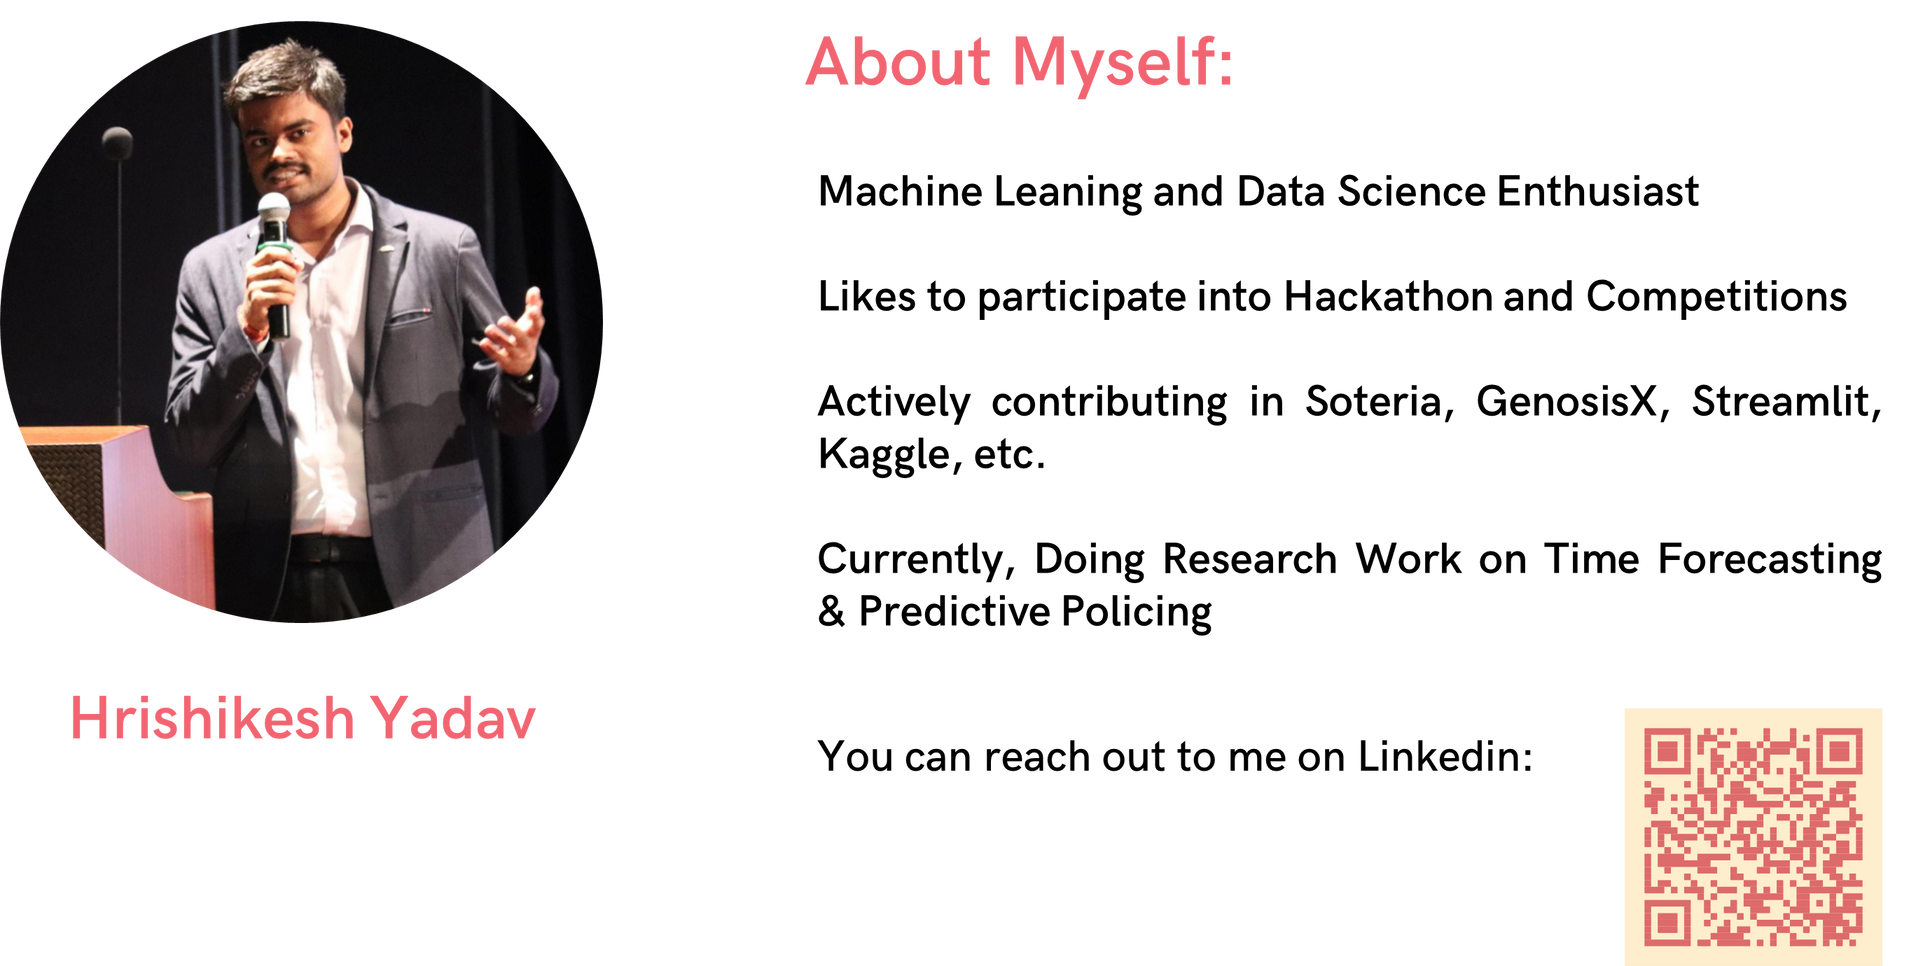 About Myself:
Machine Leaning and Data Science Enthusiast
Likes to participate into Hackathon and Competitions
Actively contributing in Soteria, GenosisX, Streamlit,
Kaggle, etc.
Currently, Doing Research Work on Time Forecasting
& Predictive Policing
Hrishikesh Yadav
You can reach out to me on Linkedin: